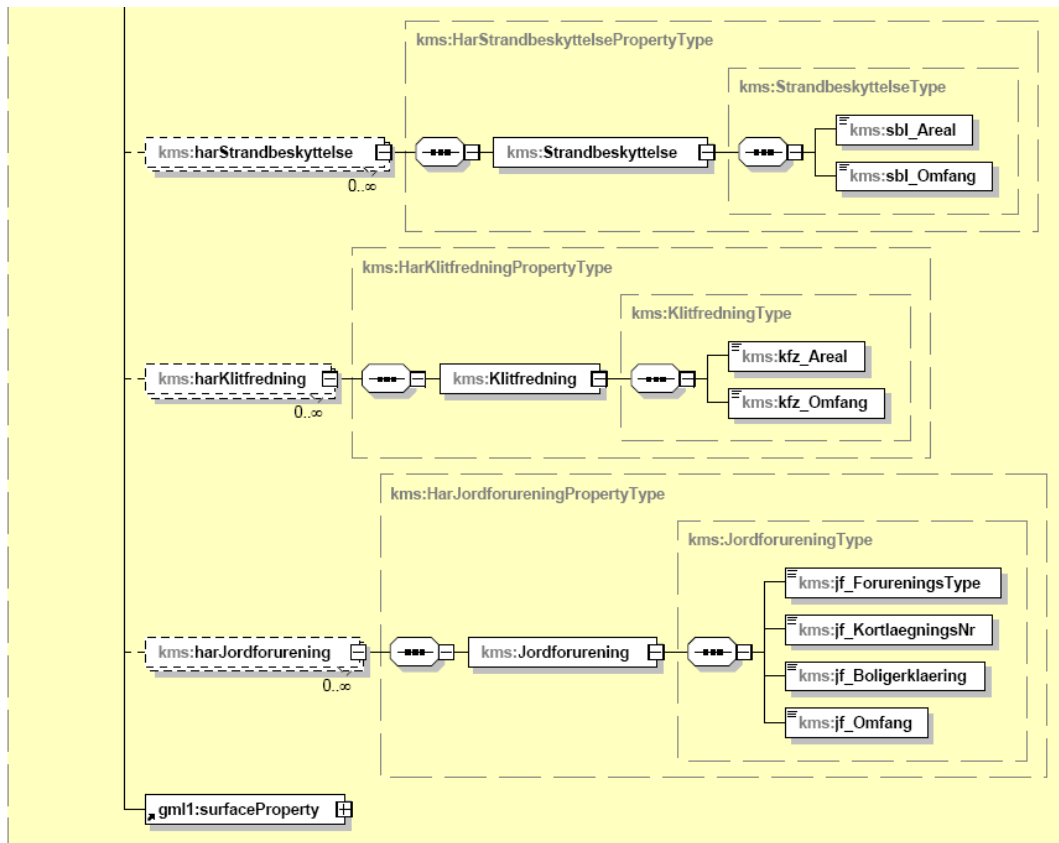 kms:HarStrandbeskyttelsePropertyType
kms:StrandbeskyttelseType
kms:harStrandbeskyttelse
0..∞
kms:Strandbeskyttelse
kms:sbl_Areal
kms:sbl_Omfang
kms:HarKlitfredningPropertyType
kms:KlitfredningType
kms:harKlitfredning
0..∞
kms:Klitfredning
kms:kfz_Areal
kms:kfz_Omfang
kms:HarJordforureningPropertyType
kms:JordforureningType
kms:harJordforurening
0..∞
kms:Jordforurening
kms:jf_ForureningsType
kms:jf_KortlaegningsNr
kms:jf_Boligerklaering
kms:jf_Omfang
gml1:surfaceProperty